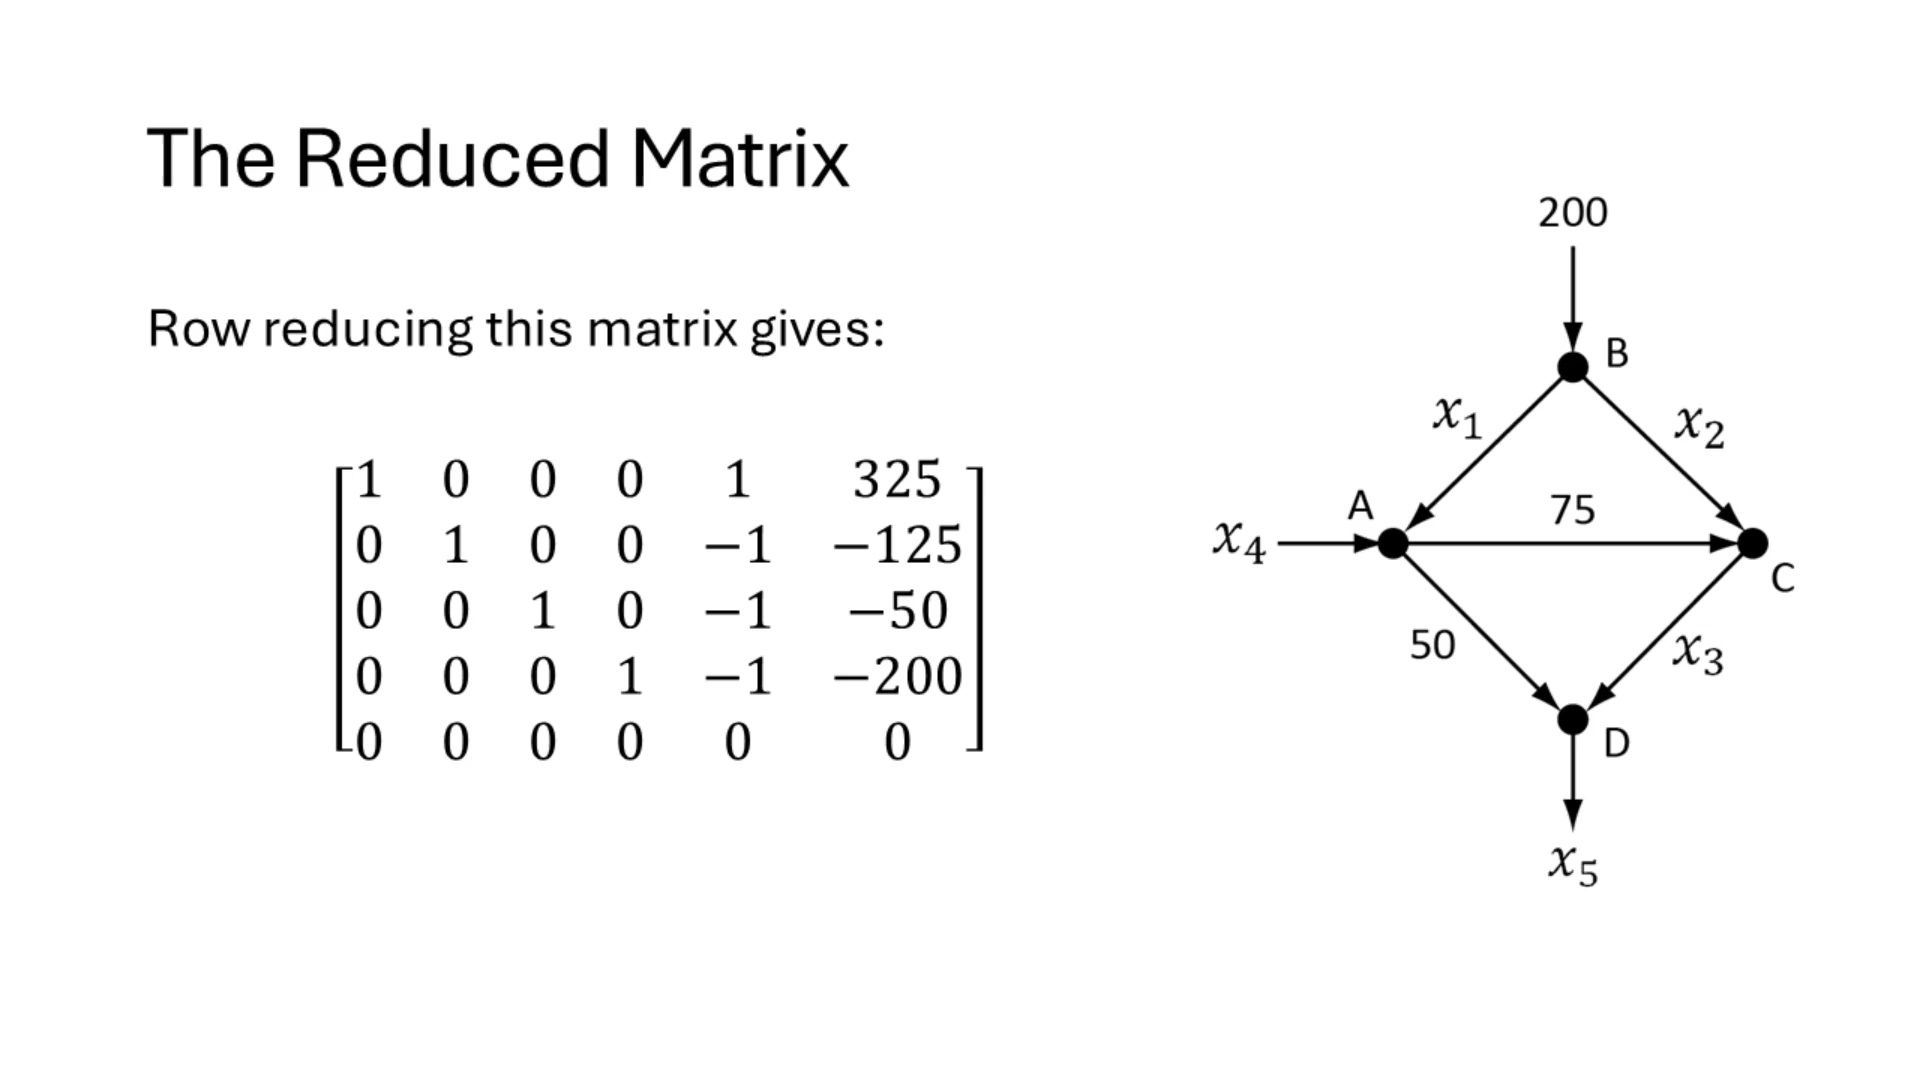 The Reduced Matrix
Row reducing this matrix gives:
1 0 0 0 1 325
0 1 0 0 −1 −125
0 0 1 0 −1 −50
0 0 0 1 −1 −200
0 0 0 0 0 0
200
B
x₁
x₂
A
75
x₄
C
50
x₃
D
x₅